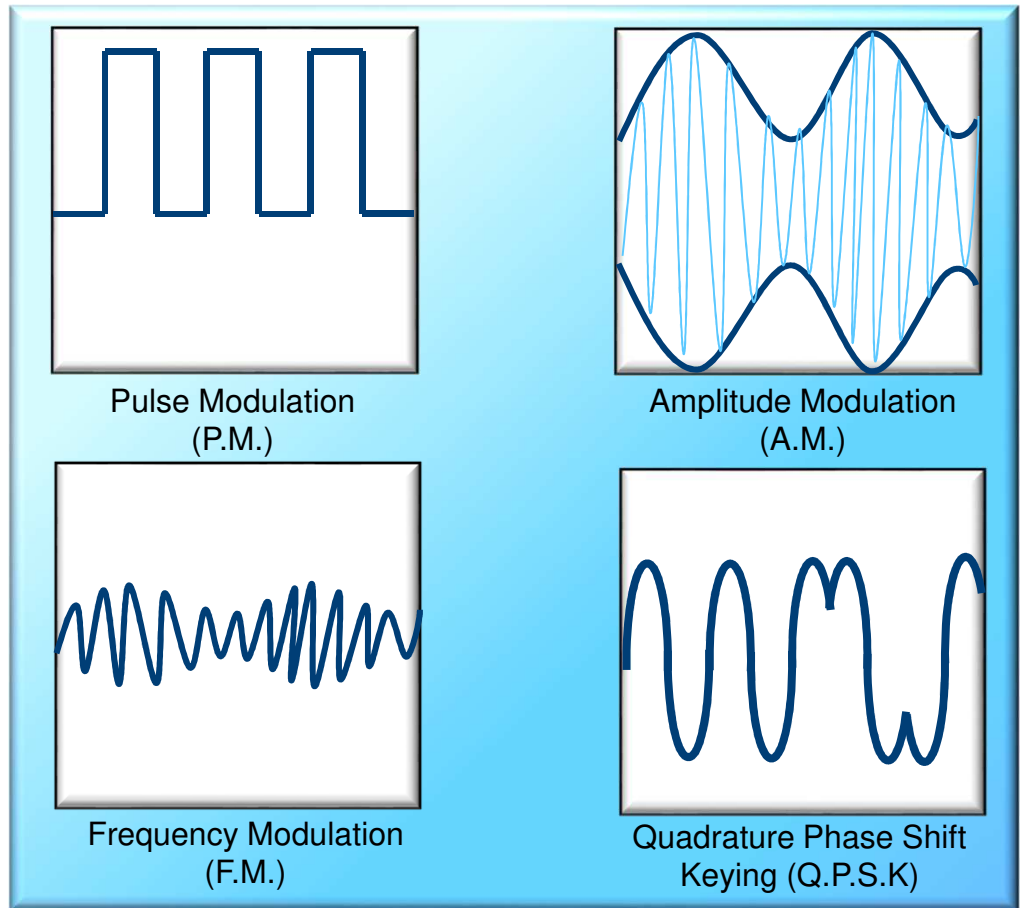 Pulse Modulation
(P.M.)
Amplitude Modulation
(A.M.)
Frequency Modulation
(F.M.)
Quadrature Phase Shift
Keying (Q.P.S.K)